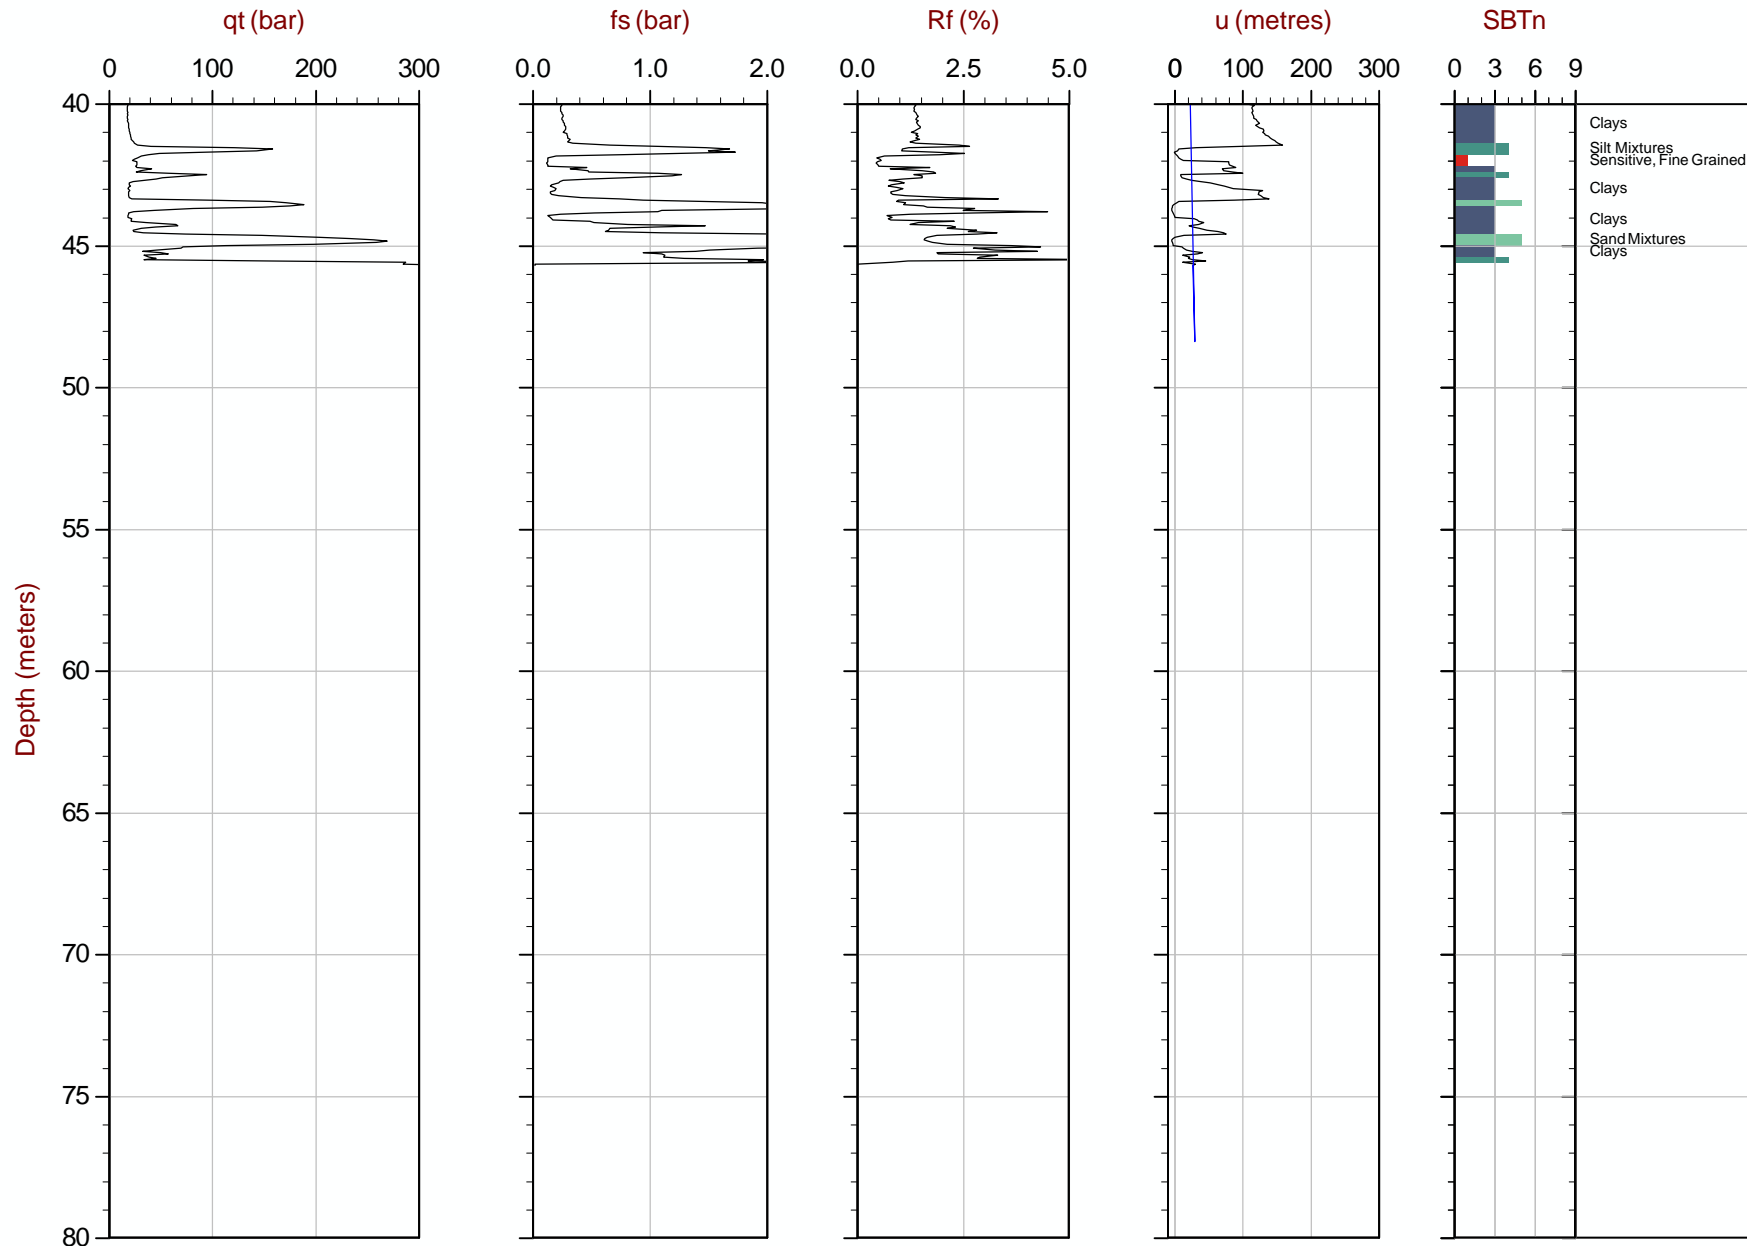 qt (bar) fs (bar) Rf (%) u (metres) SBTn
0 100 200 300 0.0 1.0 2.0 0.0 2.5 5.0 0 100 200 300 0 3 6 9
40
Clays
Silt Mixtures
Sensitive, Fine Grained
Clays
Clays
Sand Mixtures
45
Clays
50
55
Depth (meters)
60
65
70
75
80